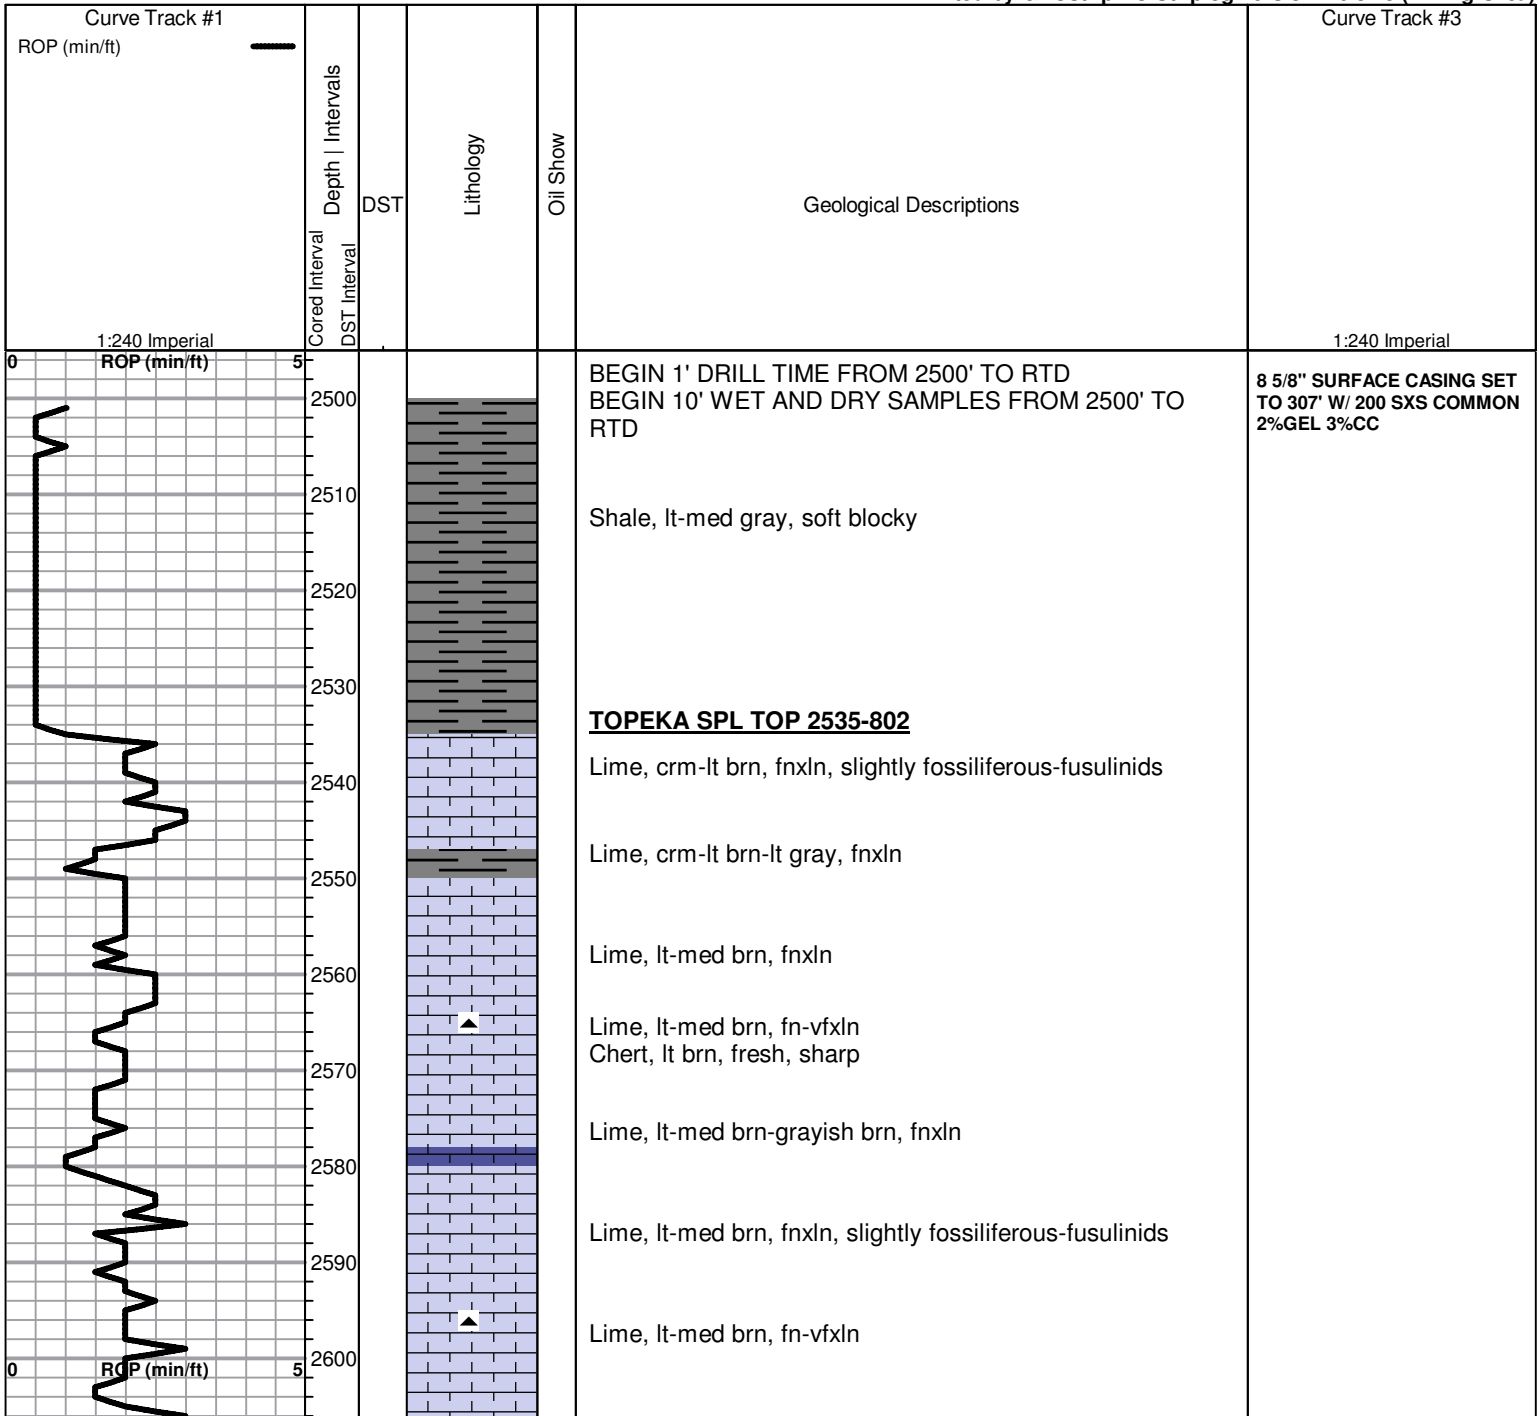 Curve Track #1
ROP (min/ft)
1:240 Imperial
Depth | Intervals
Cored Interval
DST Interval
DST
Lithology
Oil Show
Geological Descriptions
Curve Track #3
1:240 Imperial
0 ROP (min/ft) 5
BEGIN 1' DRILL TIME FROM 2500' TO RTD
BEGIN 10' WET AND DRY SAMPLES FROM 2500' TO
RTD
8 5/8" SURFACE CASING SET
TO 307' W/ 200 SXS COMMON
2%GEL 3%CC
2500
2510
Shale, lt-med gray, soft blocky
2520
2530
TOPEKA SPL TOP 2535-802
Lime, crm-lt brn, fnxln, slightly fossiliferous-fusulinids
2540
Lime, crm-lt brn-lt gray, fnxln
2550
Lime, lt-med brn, fnxln
2560
Lime, lt-med brn, fn-vfxln
Chert, lt brn, fresh, sharp
2570
Lime, lt-med brn-grayish brn, fnxln
2580
Lime, lt-med brn, fnxln, slightly fossiliferous-fusulinids
2590
Lime, lt-med brn, fn-vfxln
2600
0 ROP (min/ft) 5